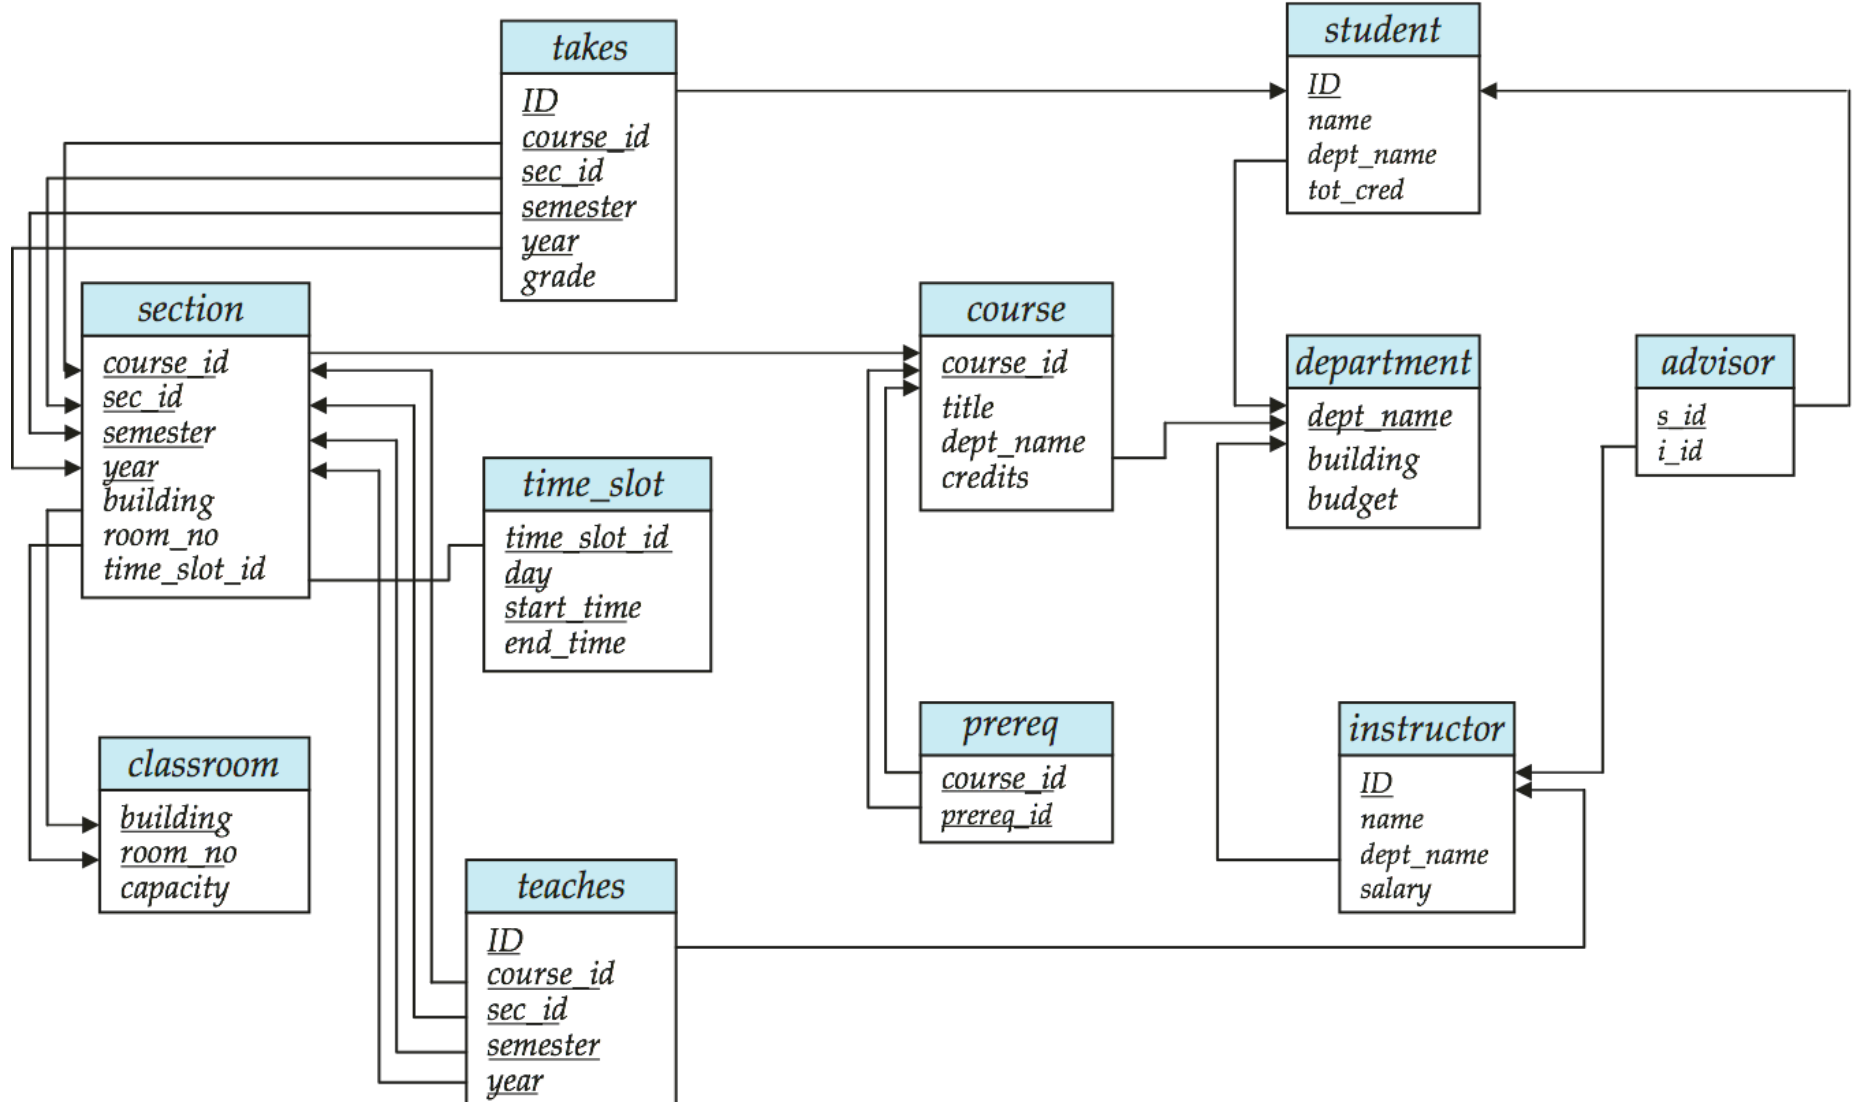 takes
ID
course_id
sec_id
semester
year
grade
student
ID
name
dept_name
tot_cred
section
course_id
sec_id
semester
year
building
room_no
time_slot_id
time_slot
time_slot_id
day
start_time
end_time
course
course_id
title
dept_name
credits
department
dept_name
building
budget
advisor
s_id
i_id
classroom
building
room_no
capacity
prereq
course_id
prereq_id
instructor
ID
name
dept_name
salary
teaches
ID
course_id
sec_id
semester
year